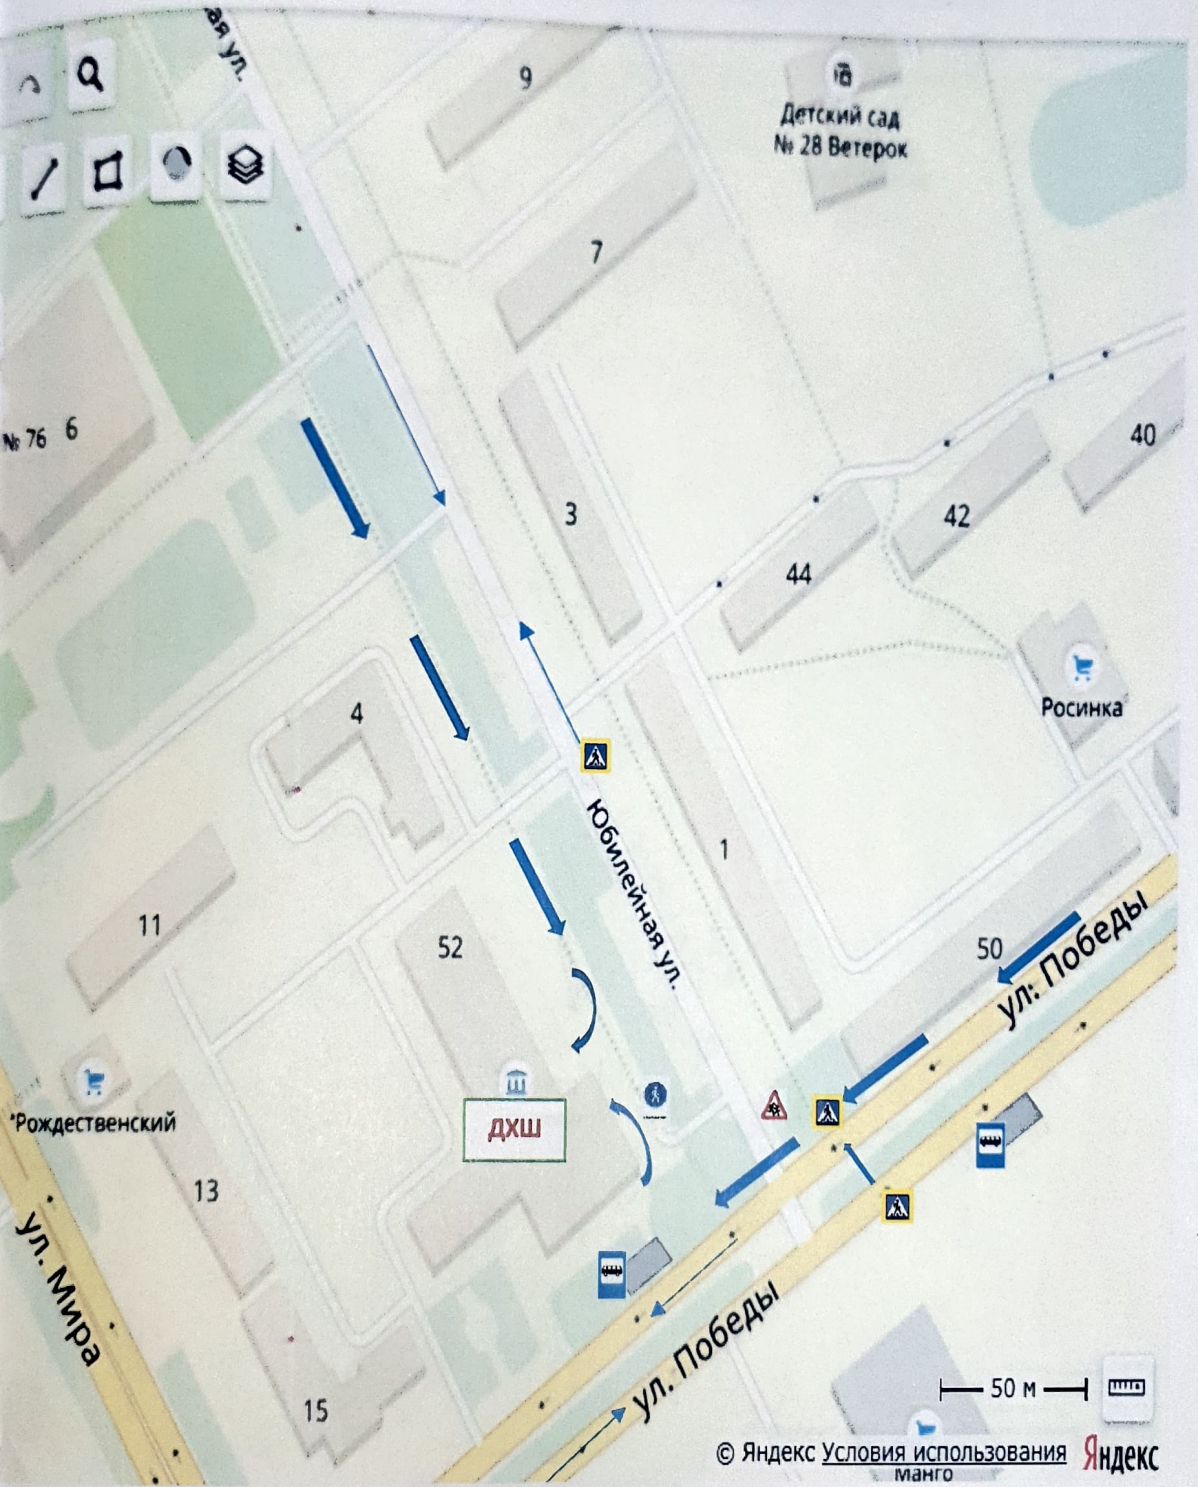 ая ул.
9
Детский сад
№ 28 Ветерок
7
№ 76 6
3
40
42
44
4
Росинка
1
Юбилейная ул.
11
52
50
ул: Победы
Рождественский
ДХШ
13
ул. Мира
ул. Победы
15
50 м
© Яндекс Условия использования Яндекс
Манго